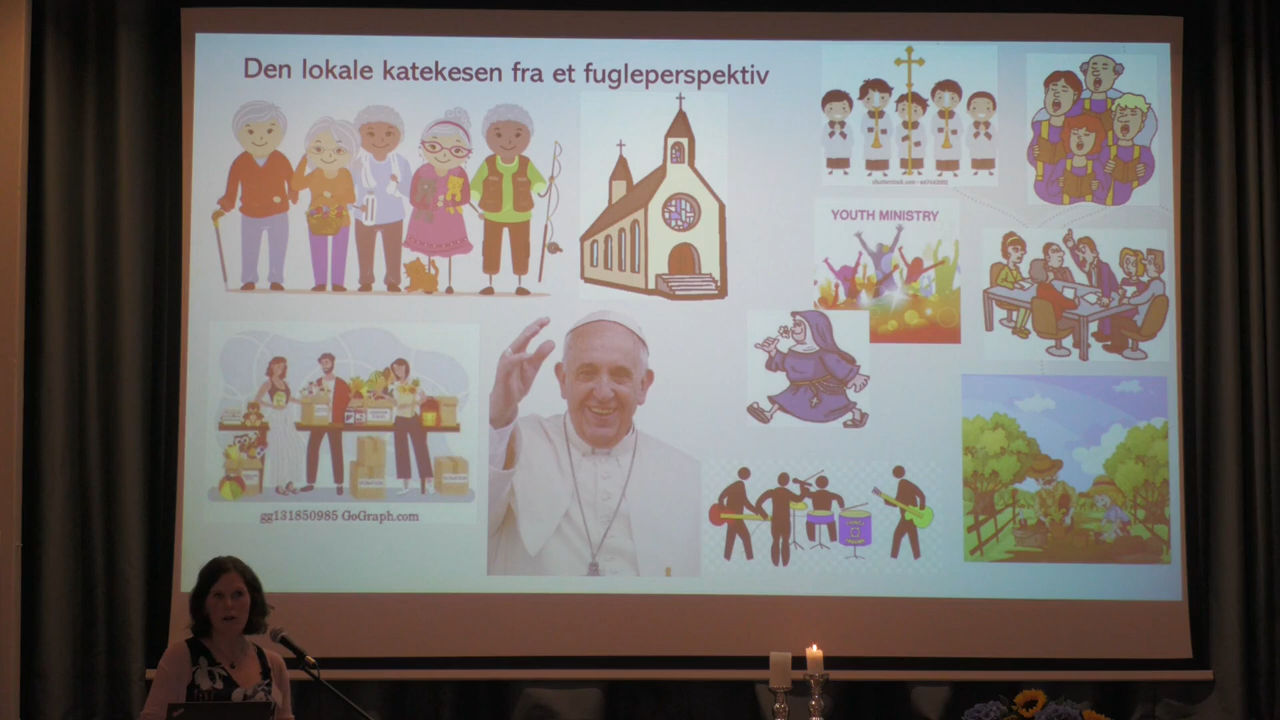 Den lokale katekesen fra et fugleperspektiv
YOUTH MINISTRY
gg131850985 GoGraph.com